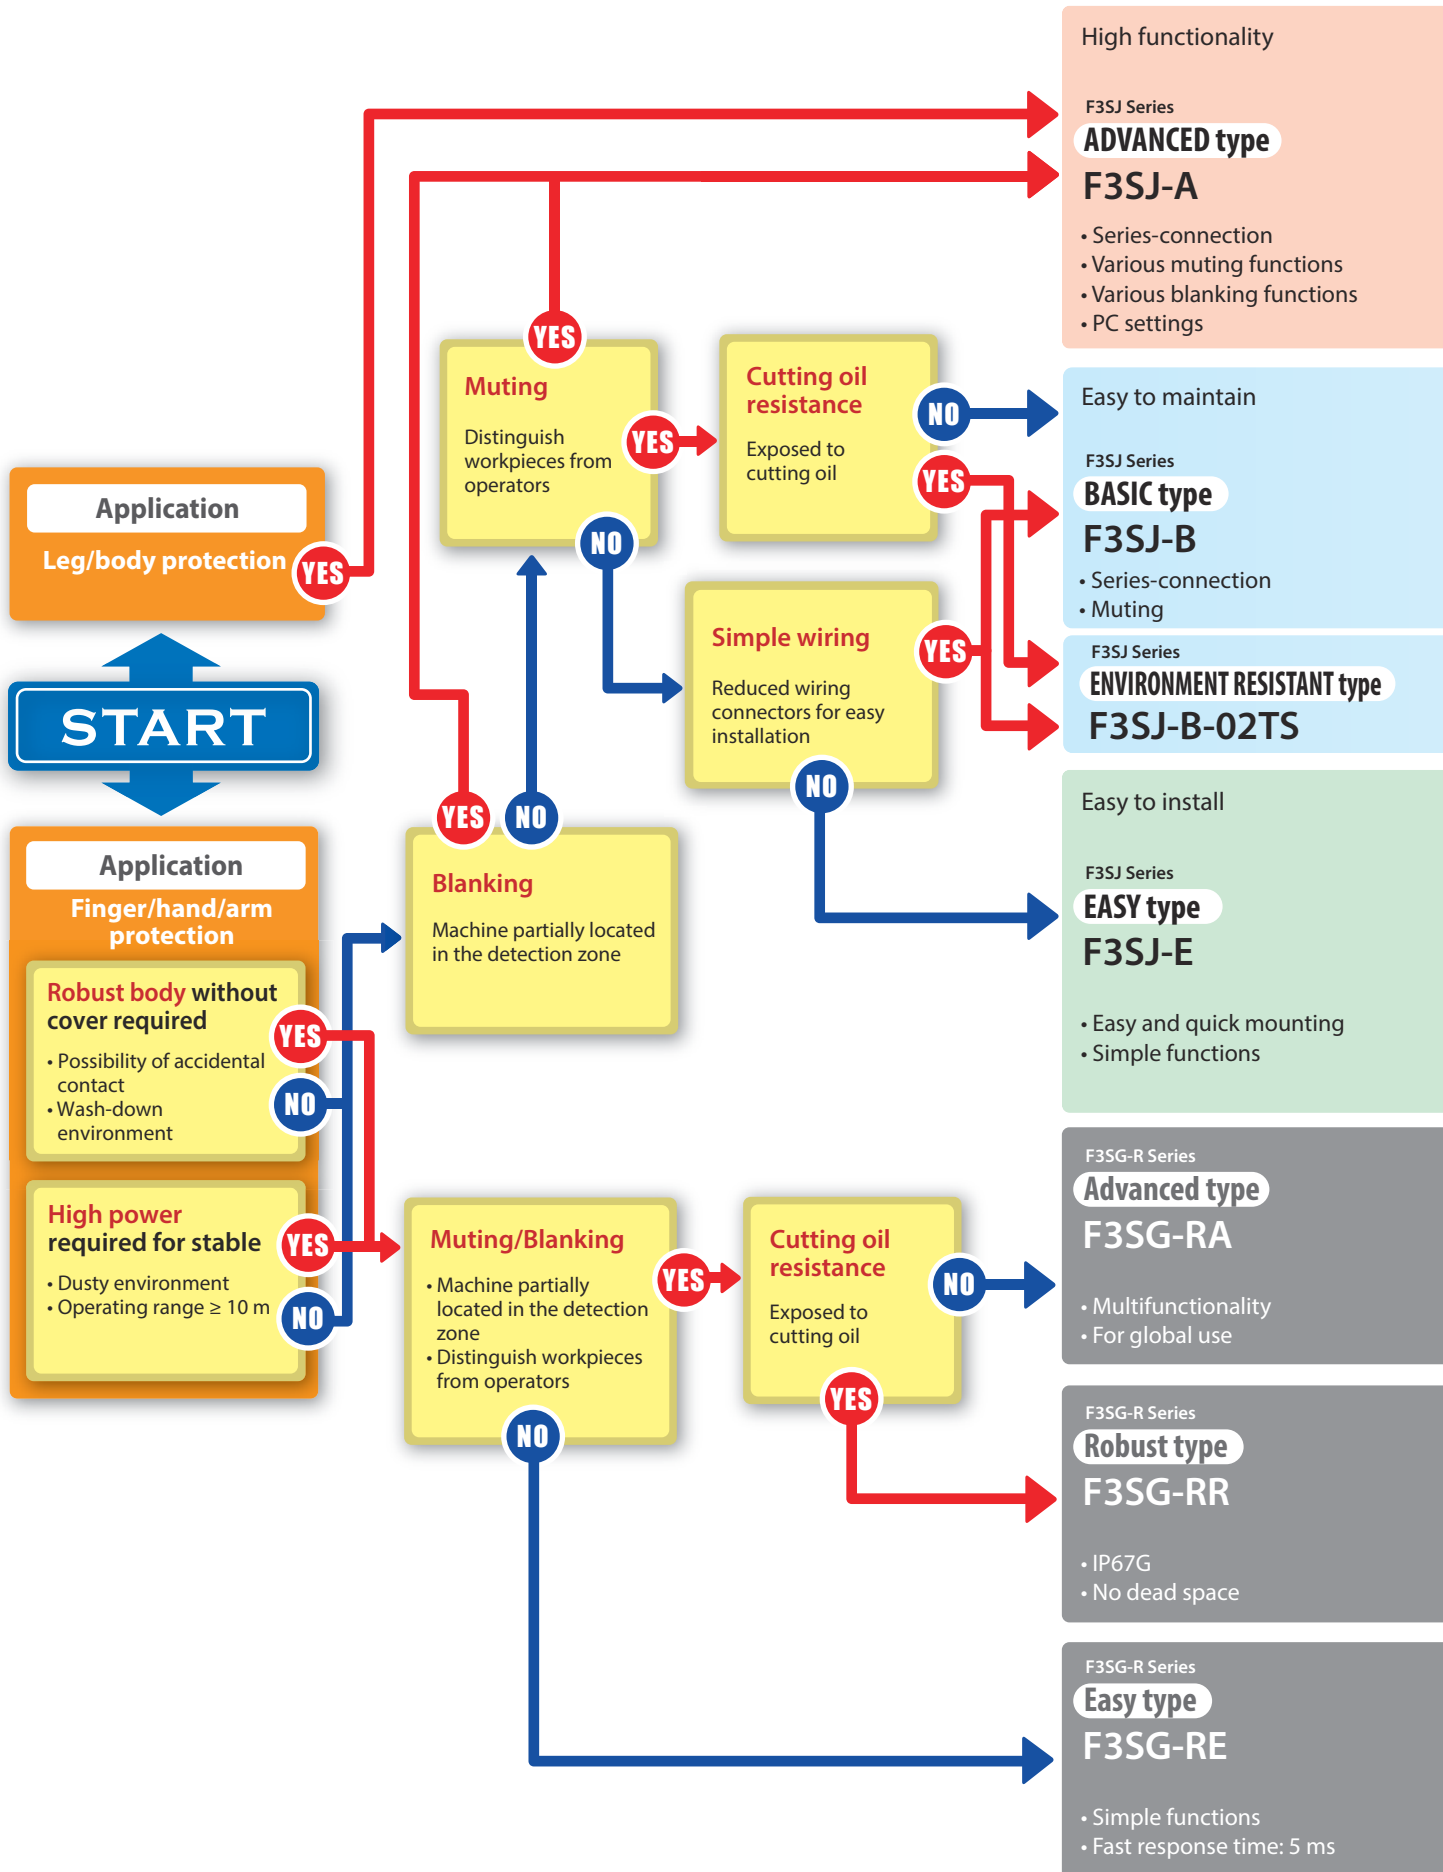 High functionality
F3SJ Series
ADVANCED type
F3SJ-A
• Series-connection
• Various muting functions
• Various blanking functions
• PC settings
YES
Muting
Distinguish
workpieces from
operators
YES
NO
Cutting oil
resistance
Exposed to
cutting oil
NO
YES
Easy to maintain
F3SJ Series
BASIC type
F3SJ-B
• Series-connection
• Muting
Application
Leg/body protection
YES
START
Simple wiring
Reduced wiring
connectors for easy
installation
YES
NO
F3SJ Series
ENVIRONMENT RESISTANT type
F3SJ-B-02TS
Easy to install
F3SJ Series
EASY type
F3SJ-E
• Easy and quick mounting
• Simple functions
YES
NO
Blanking
Machine partially located
in the detection zone
Application
Finger/hand/arm
protection
Robust body without
cover required
• Possibility of accidental
contact
• Wash-down
environment
YES
NO
High power
required for stable
• Dusty environment
• Operating range ≥ 10 m
YES
NO
Muting/Blanking
• Machine partially
located in the detection
zone
• Distinguish workpieces
from operators
YES
NO
Cutting oil
resistance
Exposed to
cutting oil
NO
YES
F3SG-R Series
Advanced type
F3SG-RA
• Multifunctionality
• For global use
F3SG-R Series
Robust type
F3SG-RR
• IP67G
• No dead space
F3SG-R Series
Easy type
F3SG-RE
• Simple functions
• Fast response time: 5 ms